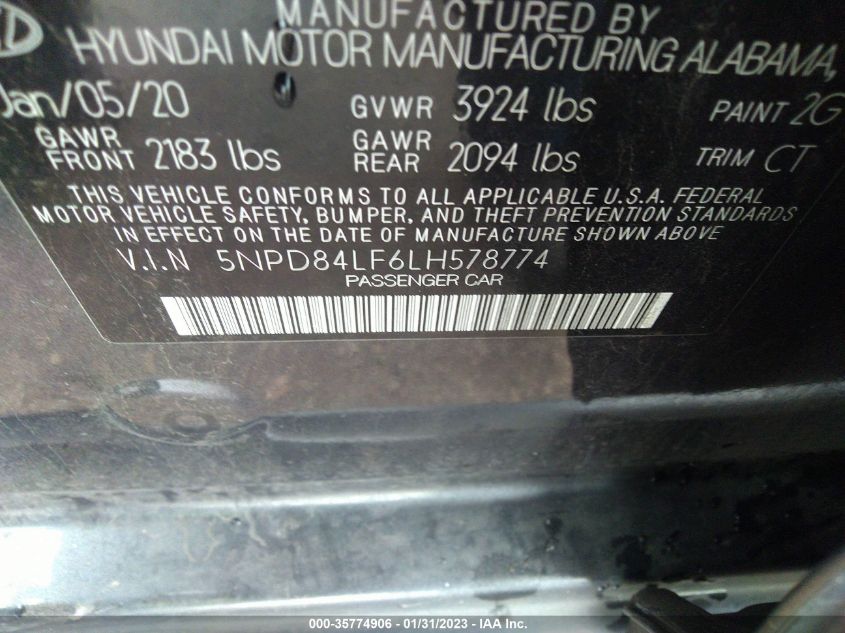 MANUFACTURED BY
HYUNDAI MOTOR MANUFACTURING ALABAMA,
Jan/05/20 GVWR 3924 lbs PAINT 2G
GAWR FRONT 2183 lbs GAWR REAR 2094 lbs TRIM CT
THIS VEHICLE CONFORMS TO ALL APPLICABLE U.S.A. FEDERAL
MOTOR VEHICLE SAFETY, BUMPER, AND THEFT PREVENTION STANDARDS
IN EFFECT ON THE DATE OF MANUFACTURE SHOWN ABOVE
V.I.N 5NPD84LF6LH578774
PASSENGER CAR
000-35774906 - 01/31/2023 - IAA Inc.